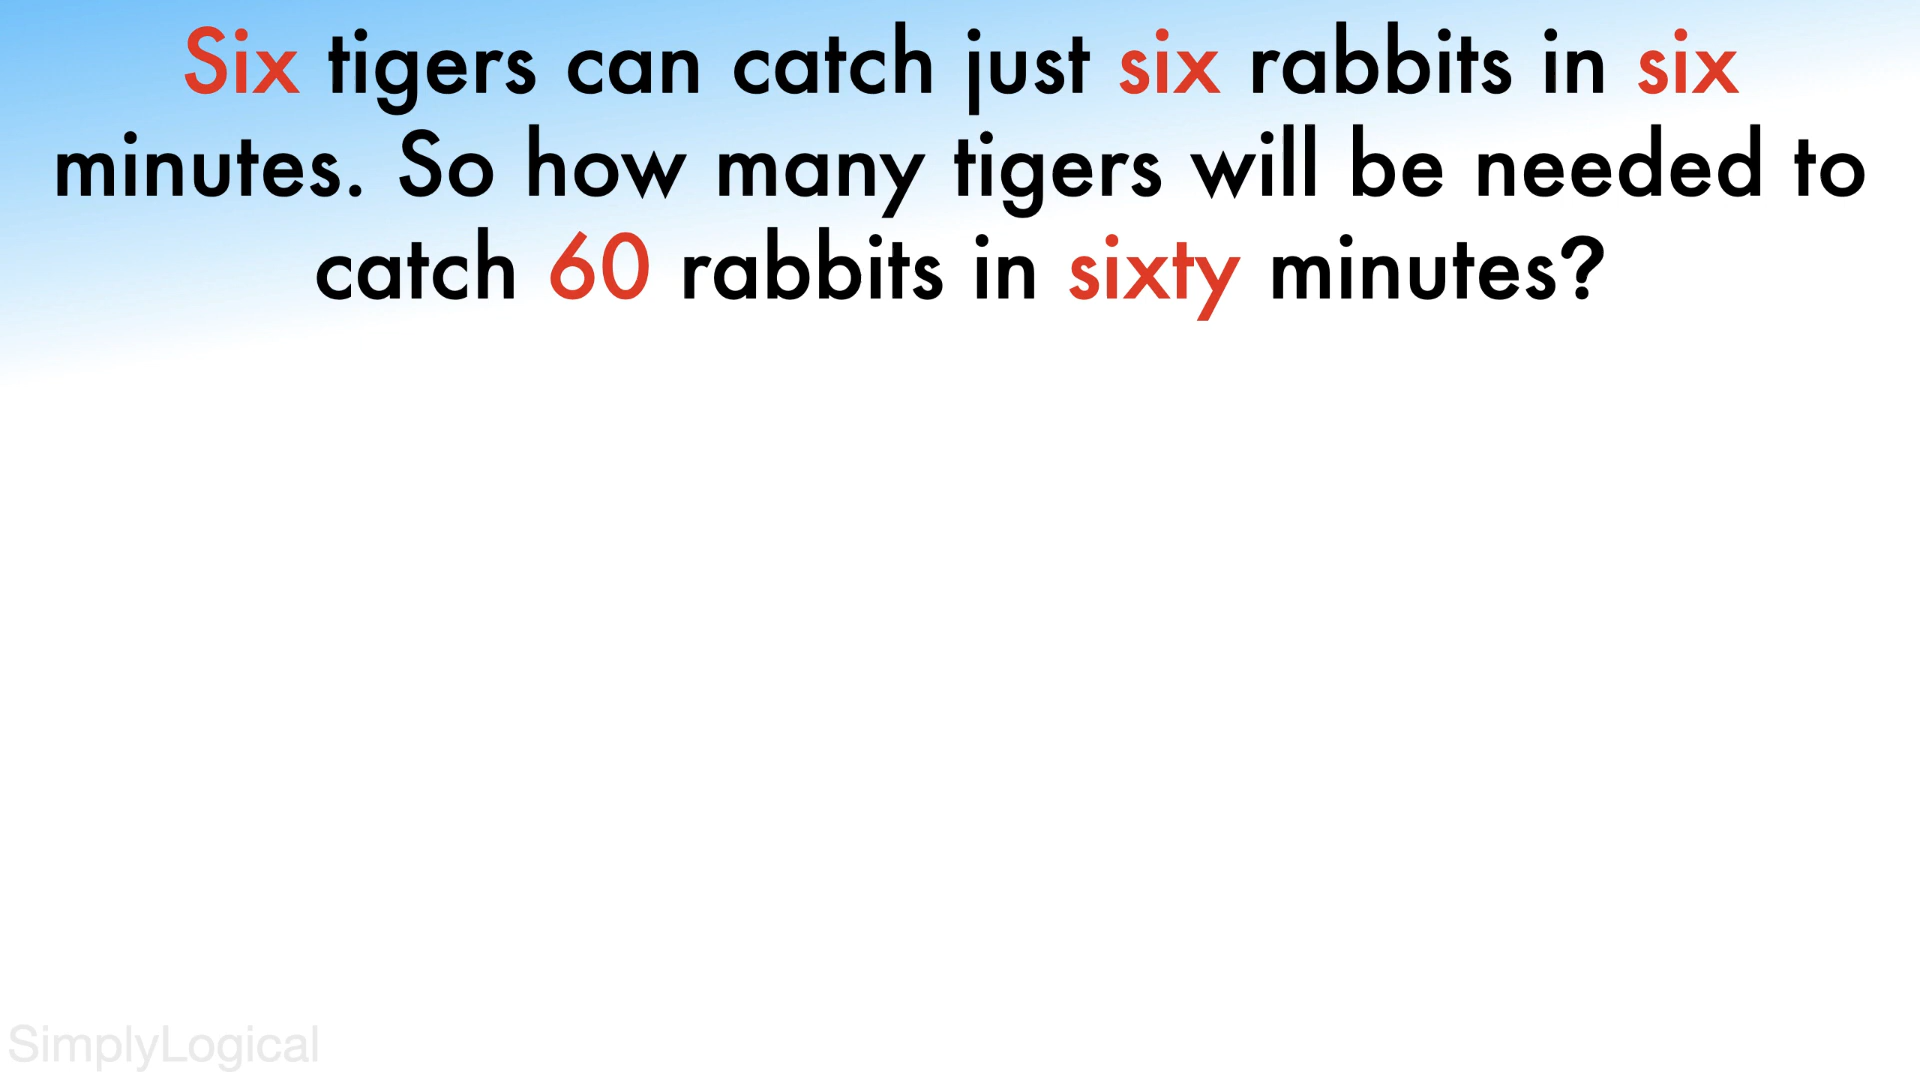 Six tigers can catch just six rabbits in six
minutes. So how many tigers will be needed to
catch 60 rabbits in sixty minutes?
SimplyLogical